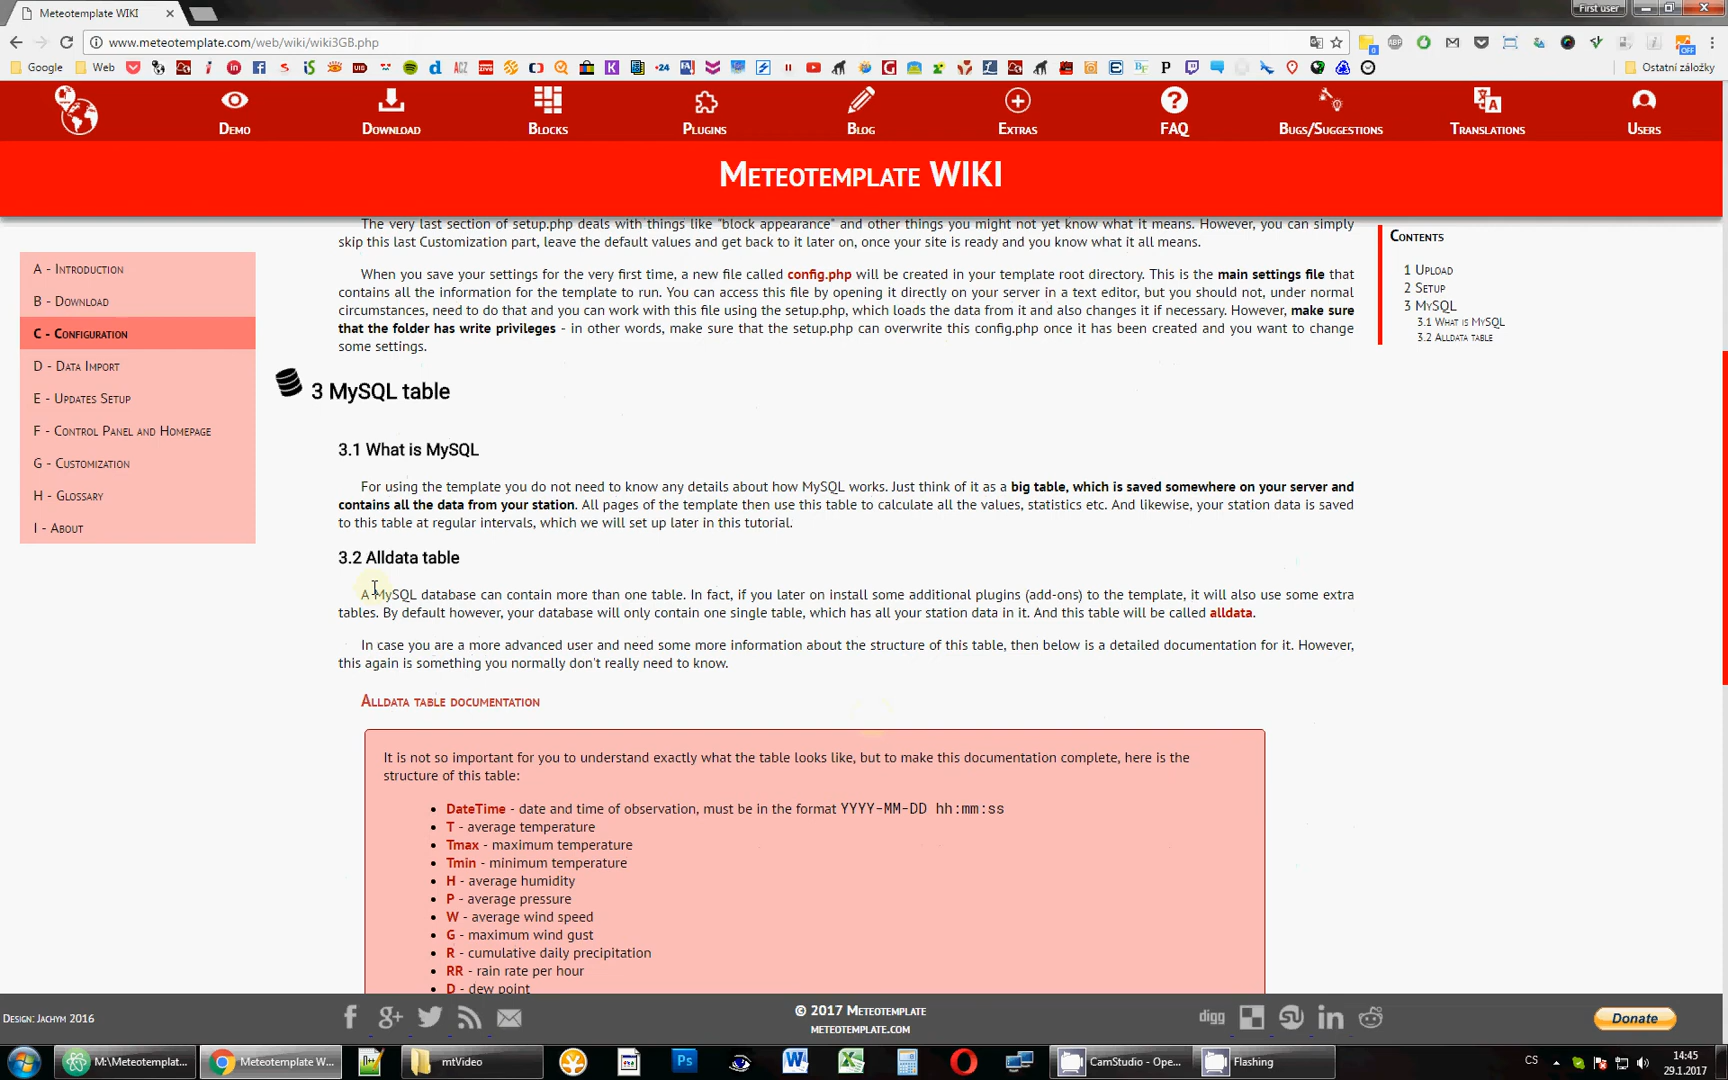 Meteotemplate WIKI
First user
www.meteotemplate.com/web/wiki/wiki3GB.php
Google
Web
Ostatní záložky
Demo
Download
Blocks
Plugins
Blog
Extras
FAQ
Bugs/Suggestions
Translations
Users
Meteotemplate WIKI
A - Introduction
B - Download
C - Configuration
D - Data Import
E - Updates Setup
F - Control Panel and Homepage
G - Customization
H - Glossary
I - About
The very last section of setup.php deals with things like "block appearance" and other things you might not yet know what it means. However, you can simply
skip this last Customization part, leave the default values and get back to it later on, once your site is ready and you know what it all means.
When you save your settings for the very first time, a new file called config.php will be created in your template root directory. This is the main settings file that
contains all the information for the template to run. You can access this file by opening it directly on your server in a text editor, but you should not, under normal
circumstances, need to do that and you can work with this file using the setup.php, which loads the data from it and also changes it if necessary. However, make sure
that the folder has write privileges - in other words, make sure that the setup.php can overwrite this config.php once it has been created and you want to change
some settings.
3 MySQL table
3.1 What is MySQL
For using the template you do not need to know any details about how MySQL works. Just think of it as a big table, which is saved somewhere on your server and
contains all the data from your station. All pages of the template then use this table to calculate all the values, statistics etc. And likewise, your station data is saved
to this table at regular intervals, which we will set up later in this tutorial.
3.2 Alldata table
A MySQL database can contain more than one table. In fact, if you later on install some additional plugins (add-ons) to the template, it will also use some extra
tables. By default however, your database will only contain one single table, which has all your station data in it. And this table will be called alldata.
In case you are a more advanced user and need some more information about the structure of this table, then below is a detailed documentation for it. However,
this again is something you normally don't really need to know.
Alldata table documentation
It is not so important for you to understand exactly what the table looks like, but to make this documentation complete, here is the
structure of this table:
DateTime - date and time of observation, must be in the format YYYY-MM-DD hh:mm:ss
T - average temperature
Tmax - maximum temperature
Tmin - minimum temperature
H - average humidity
P - average pressure
W - average wind speed
G - maximum wind gust
R - cumulative daily precipitation
RR - rain rate per hour
D - dew point
Contents
1 Upload
2 Setup
3 MySQL
3.1 What is MySQL
3.2 Alldata table
Design: Jachym 2016
© 2017 Meteotemplate
meteotemplate.com
digg
Donate
M:\Meteotemplat...
Meteotemplate W...
mtVideo
CamStudio - Ope...
Flashing
CS
14:45
29.1.2017